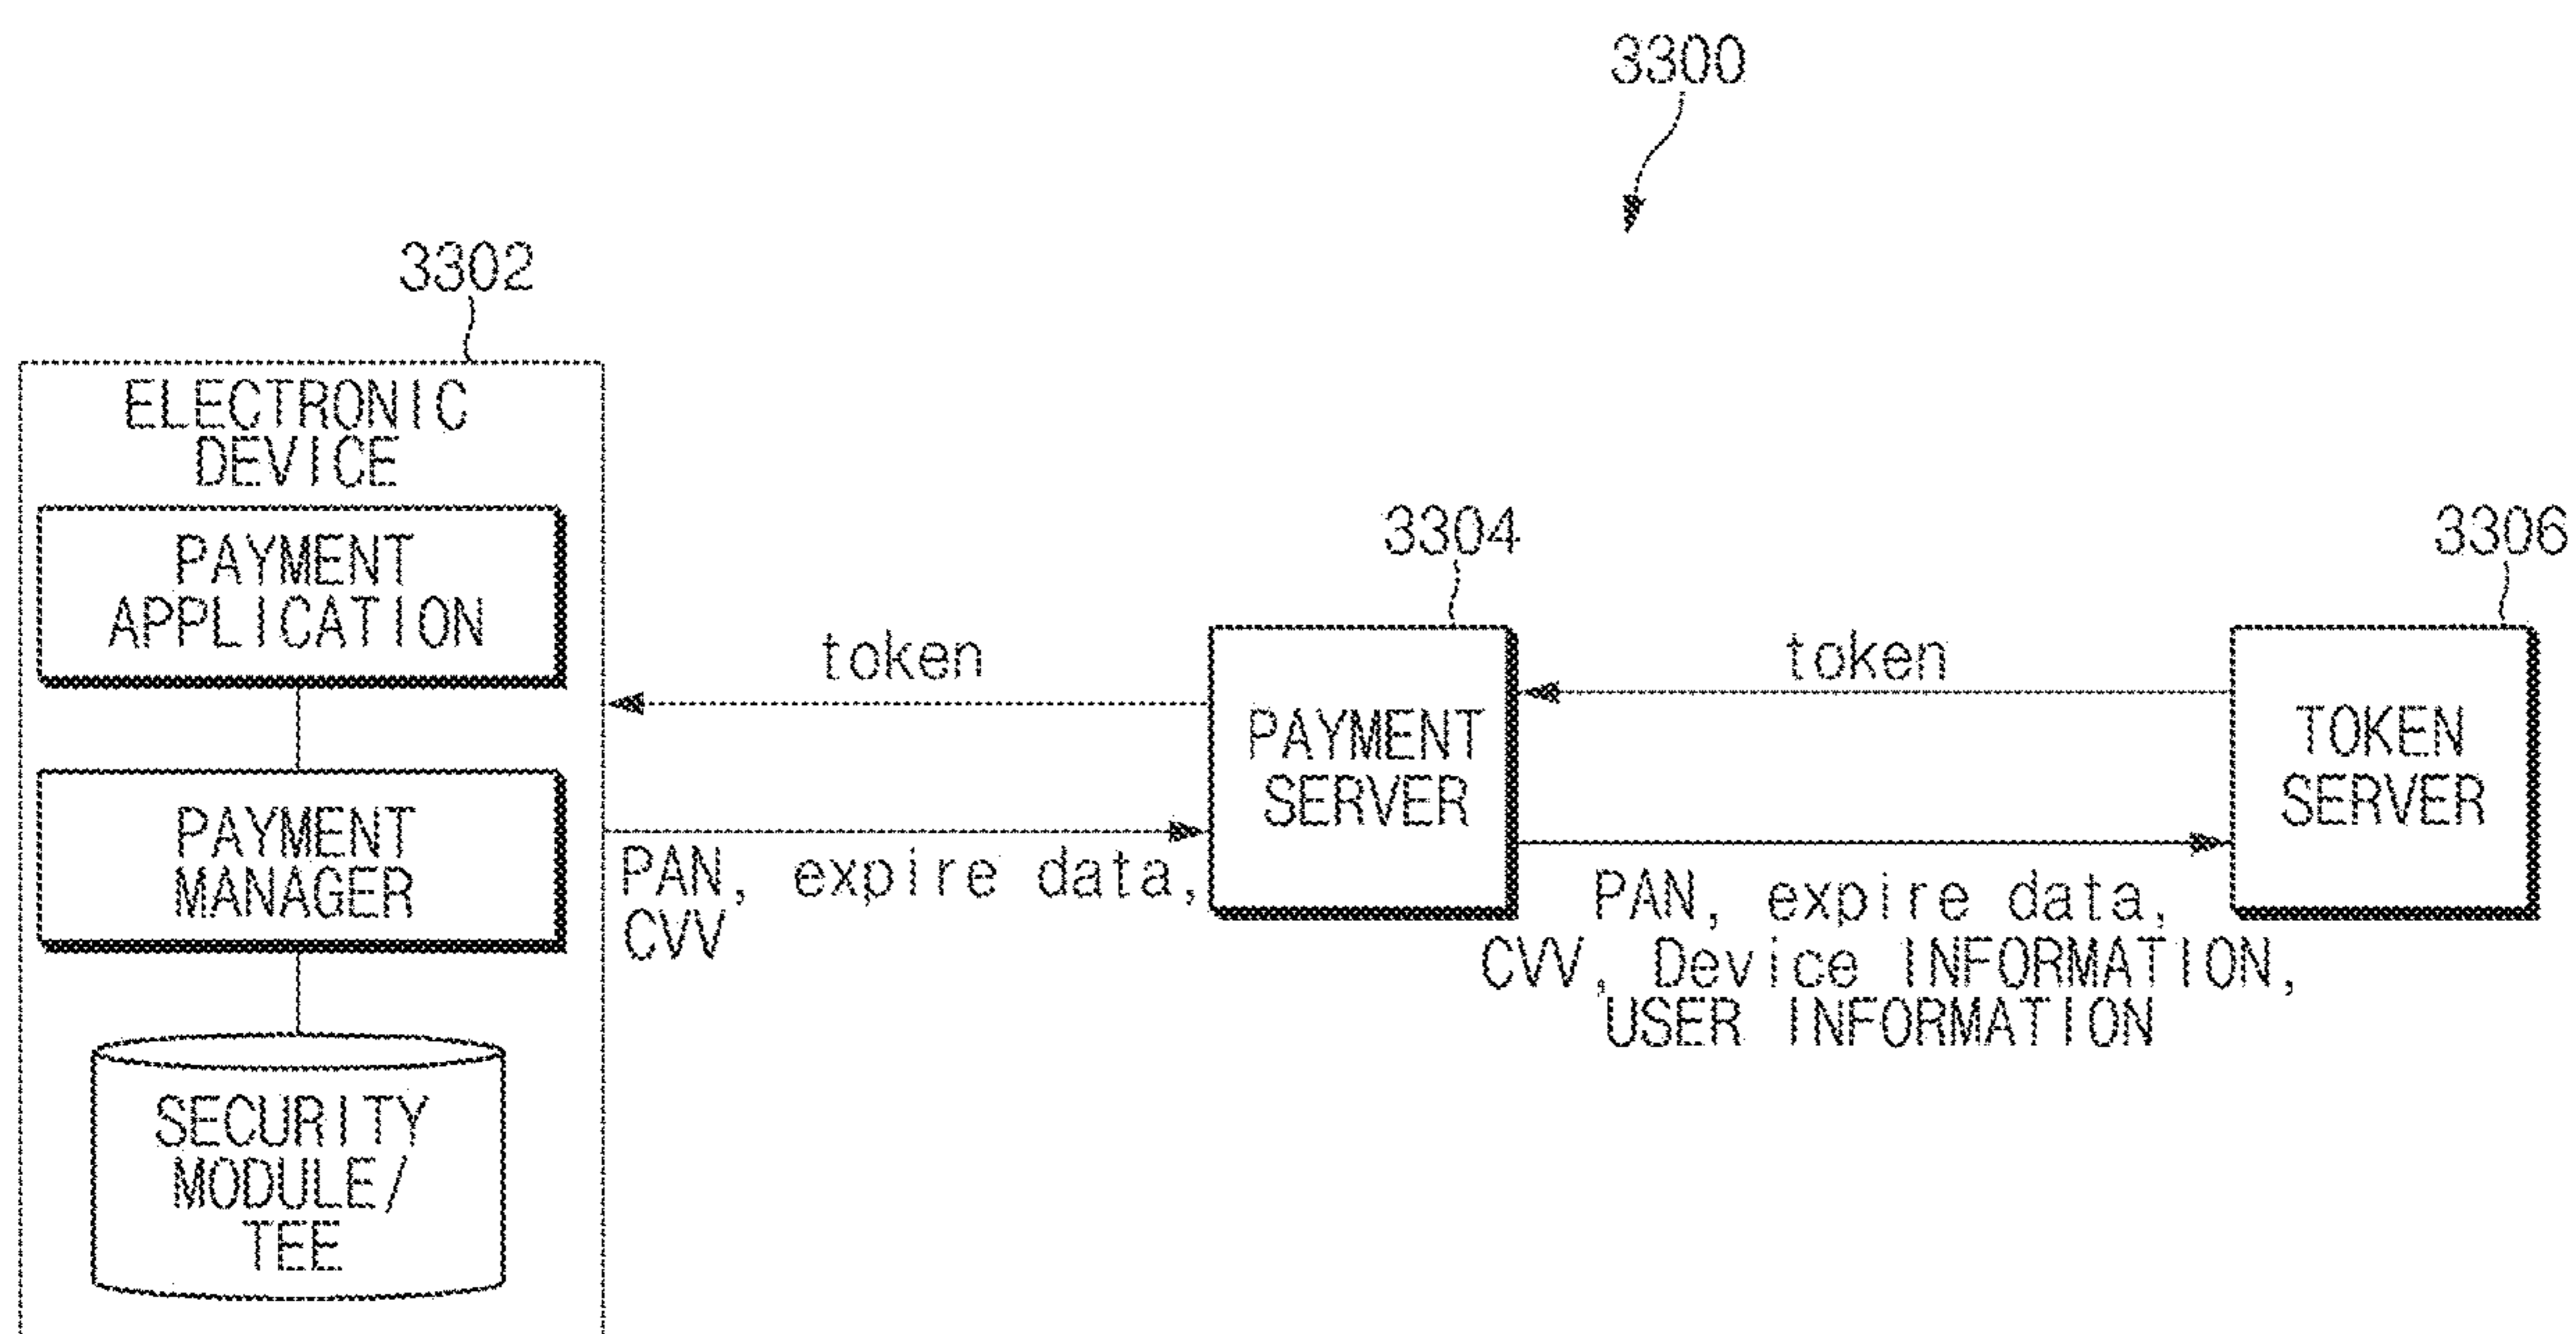 3300
3302
ELECTRONIC
DEVICE
PAYMENT
APPLICATION
PAYMENT
MANAGER
SECURITY
MODULE/
TEE
token
PAN, expire data,
CVV
3304
PAYMENT
SERVER
token
PAN, expire data,
CVV, Device INFORMATION,
USER INFORMATION
3306
TOKEN
SERVER